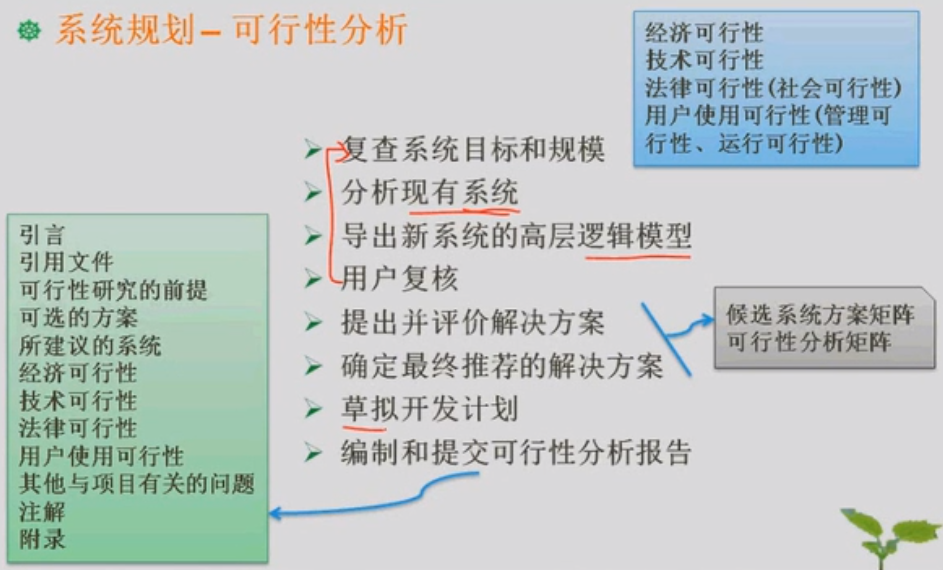 系统规划–可行性分析
经济可行性
技术可行性
法律可行性(社会可行性)
用户使用可行性(管理可
行性、运行可行性)
复查系统目标和规模
分析现有系统
导出新系统的高层逻辑模型
用户复核
提出并评价解决方案
确定最终推荐的解决方案
草拟开发计划
编制和提交可行性分析报告
引言
引用文件
可行性研究的前提
可选的方案
所建议的系统
经济可行性
技术可行性
法律可行性
用户使用可行性
其他与项目有关的问题
注解
附录
候选系统方案矩阵
可行性分析矩阵